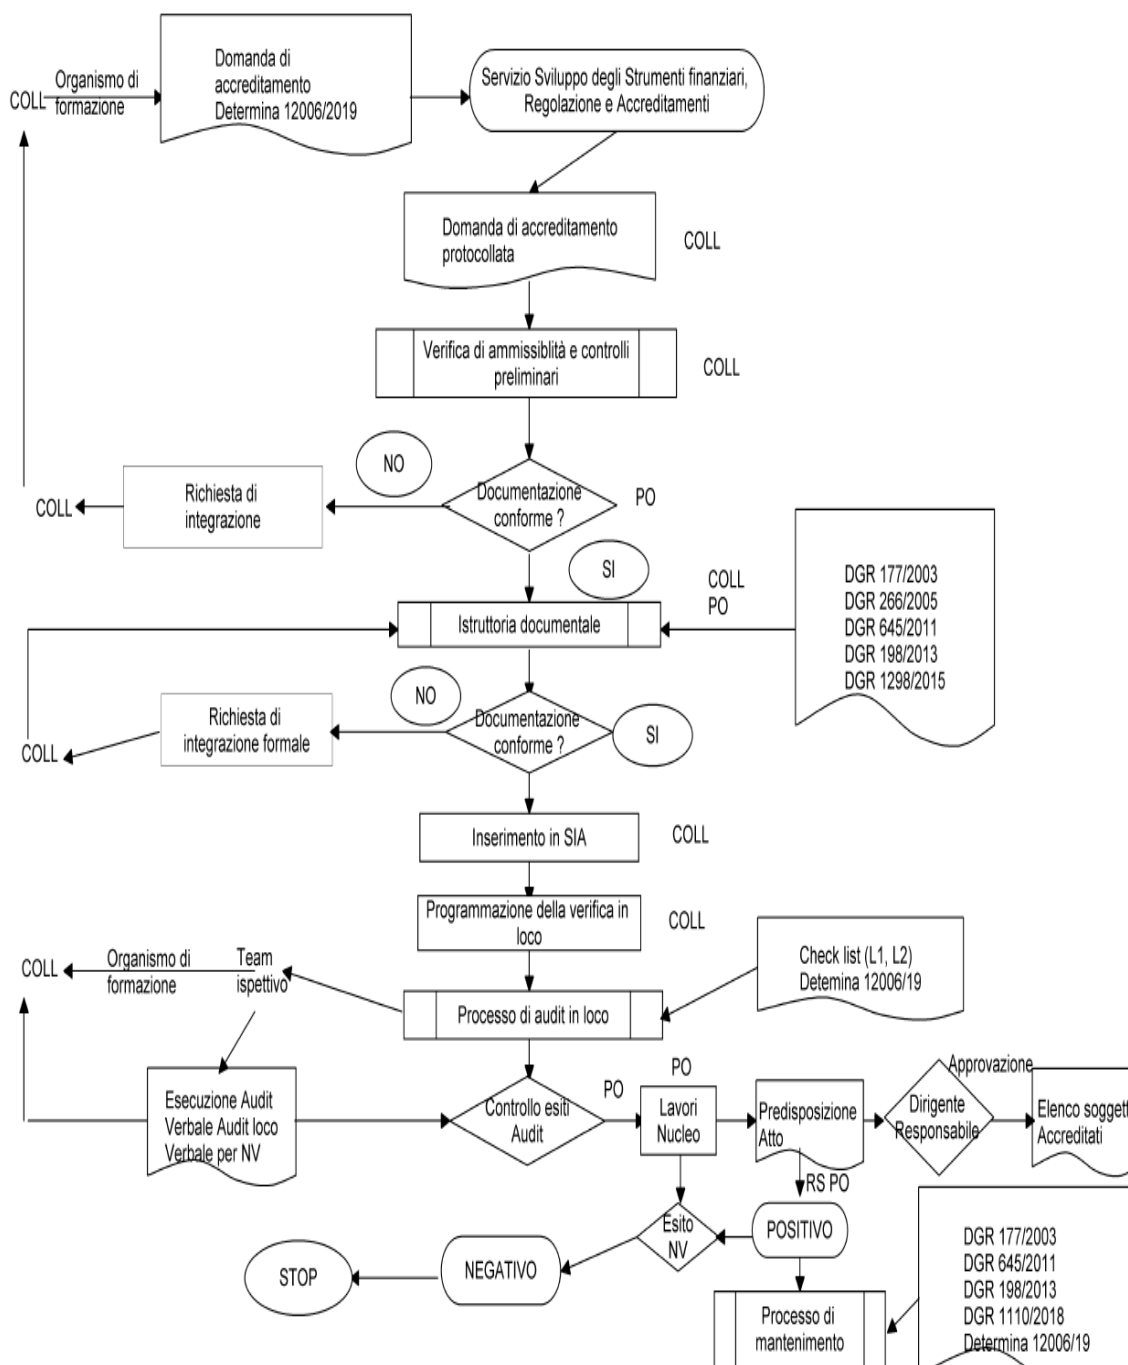 Domanda di
accreditamento
Determina 12006/2019
Organismo di
formazione
COLL
Servizio Sviluppo degli Strumenti finanziari,
Regolazione e Accreditamenti
Domanda di accreditamento
protocollata
COLL
Verifica di ammissiblità e controlli
preliminari
COLL
NO
Documentazione
conforme ?
PO
Richiesta di
integrazione
COLL
SI
COLL
PO
DGR 177/2003
DGR 266/2005
DGR 645/2011
DGR 198/2013
DGR 1298/2015
Istruttoria documentale
NO
Documentazione
conforme ?
SI
Richiesta di
integrazione formale
COLL
Inserimento in SIA
COLL
Programmazione della verifica in
loco
COLL
Check list (L1, L2)
Detemina 12006/19
COLL
Organismo di
formazione
Team
ispettivo
Processo di audit in loco
Esecuzione Audit
Verbale Audit loco
Verbale per NV
Controllo esiti
Audit
PO
PO
Lavori
Nucleo
Predisposizione
Atto
Approvazione
Dirigente
Responsabile
Elenco soggett
Accreditati
RS PO
Esito
NV
POSITIVO
NEGATIVO
STOP
Processo di
mantenimento
DGR 177/2003
DGR 645/2011
DGR 198/2013
DGR 1110/2018
Determina 12006/19